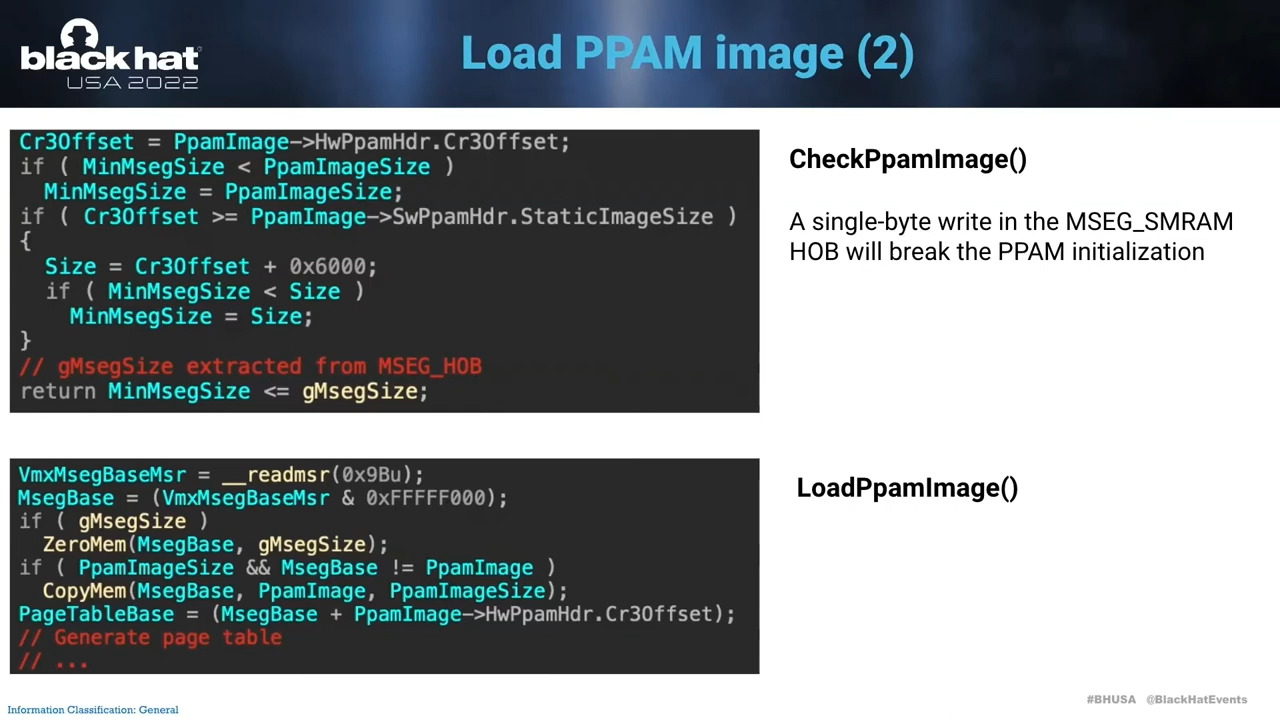 black hat
USA 2022
Load PPAM image (2)
Cr3Offset = PpamImage->HwPpamHdr.Cr3Offset;
if ( MinMsegSize < PpamImageSize )
MinMsegSize = PpamImageSize;
if ( Cr3Offset >= PpamImage->SwPpamHdr.StaticImageSize )
{
Size = Cr3Offset + 0x6000;
if ( MinMsegSize < Size )
MinMsegSize = Size;
}
// gMsegSize extracted from MSEG_HOB
return MinMsegSize <= gMsegSize;
CheckPpamImage()
A single-byte write in the MSEG_SMRAM
HOB will break the PPAM initialization
VmxMsegBaseMsr = __readmsr(0x9Bu);
MsegBase = (VmxMsegBaseMsr & 0xFFFFF000);
if ( gMsegSize )
ZeroMem(MsegBase, gMsegSize);
if ( PpamImageSize && MsegBase != PpamImage )
CopyMem(MsegBase, PpamImage, PpamImageSize);
PageTableBase = (MsegBase + PpamImage->HwPpamHdr.Cr3Offset);
// Generate page table
// ...
LoadPpamImage()
#BHUSA @BlackHatEvents
Information Classification: General